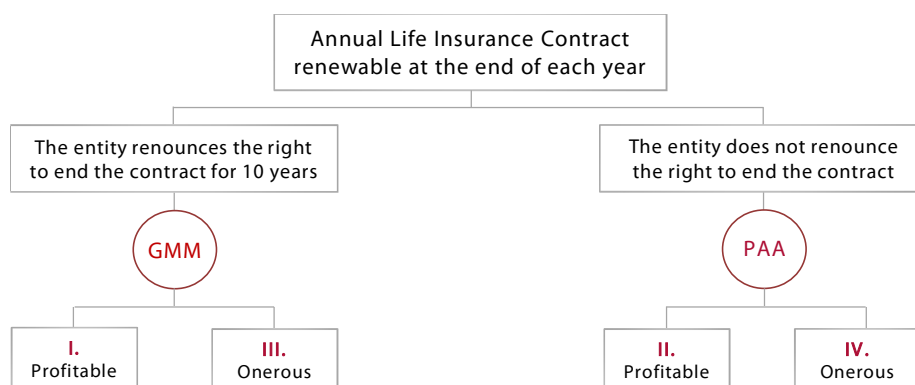 Annual Life Insurance Contract
renewable at the end of each year
The entity renounces the right
to end the contract for 10 years
The entity does not renounce
the right to end the contract
GMM
PAA
I.
Profitable
III.
Onerous
II.
Profitable
IV.
Onerous